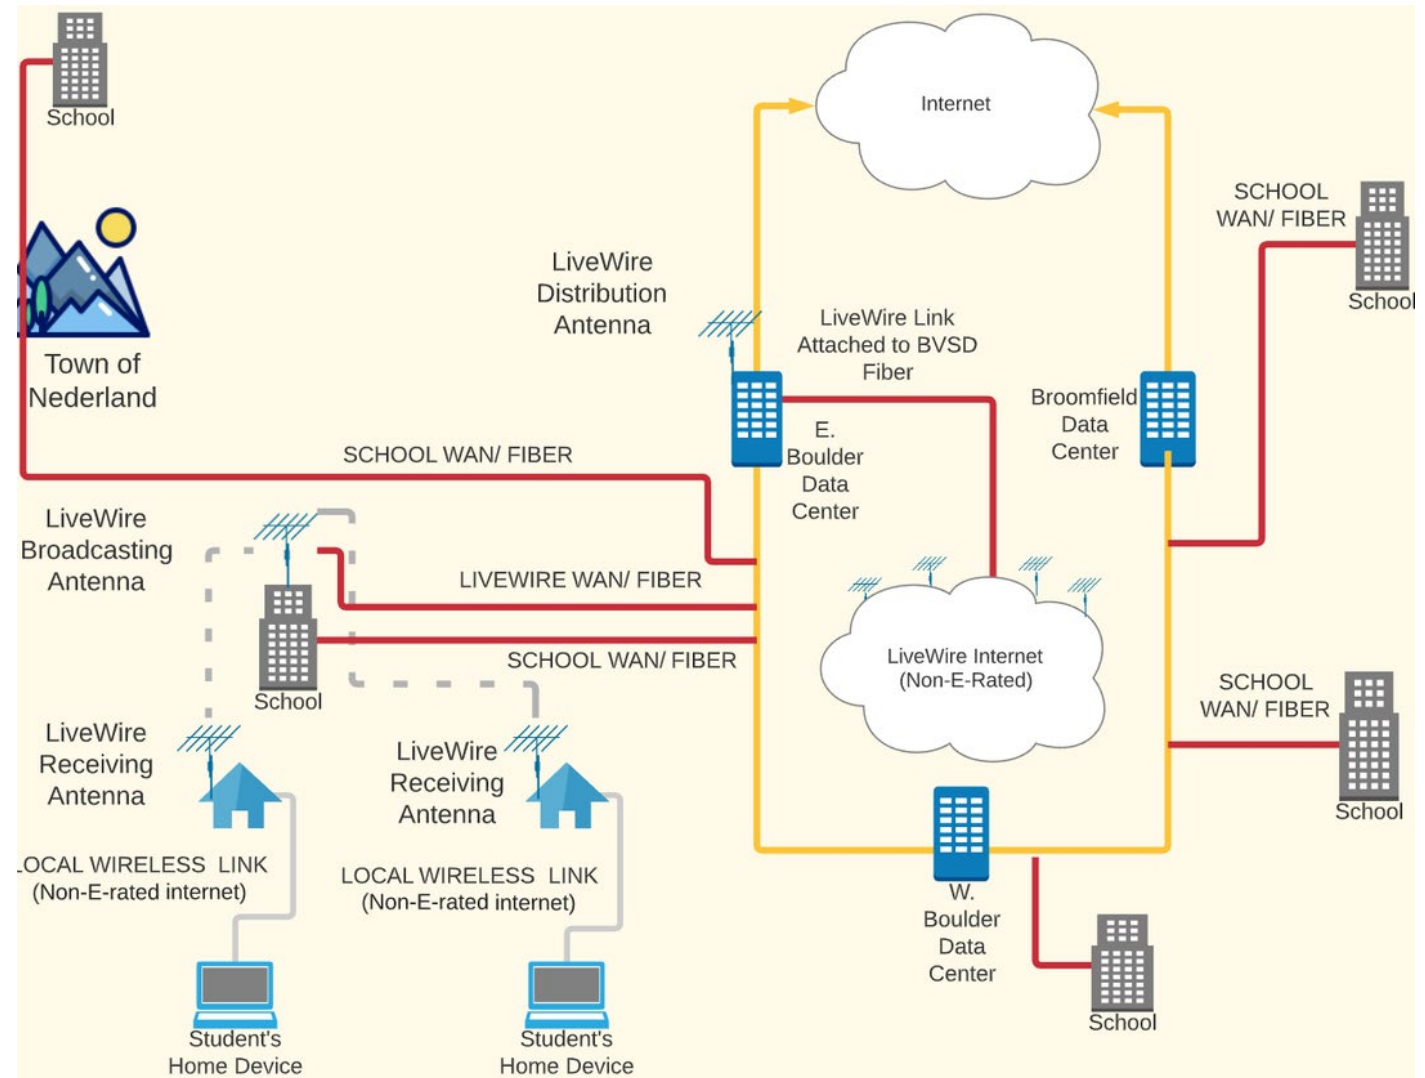 School
Internet
SCHOOL
WAN/ FIBER
School
LiveWire
Distribution
Antenna
LiveWire Link
Attached to BVSD
Fiber
Town of
Nederland
Broomfield
Data
Center
E.
Boulder
Data
Center
SCHOOL WAN/ FIBER
LiveWire
Broadcasting
Antenna
LIVEWIRE WAN/ FIBER
SCHOOL WAN/ FIBER
School
LiveWire Internet
(Non-E-Rated)
SCHOOL
WAN/ FIBER
School
LiveWire
Receiving
Antenna
LiveWire
Receiving
Antenna
LOCAL WIRELESS LINK
(Non-E-rated internet)
LOCAL WIRELESS LINK
(Non-E-rated internet)
W.
Boulder
Data
Center
School
Student's
Home Device
Student's
Home Device